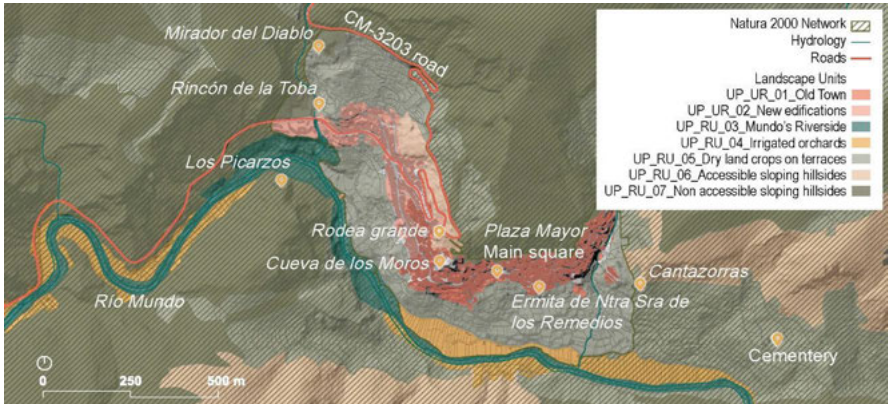 Mirador del Diablo
CM-3203 road
Rincón de la Toba
Los Picarzos
Rodea grande
Plaza Mayor
Main square
Cueva de los Moros
Cantazorras
Río Mundo
Ermita de Ntra Sra de
los Remedios
Cementery
0 250 500 m
Natura 2000 Network
Hydrology
Roads
Landscape Units
UP_UR_01_Old Town
UP_UR_02_New edifications
UP_RU_03_Mundo's Riverside
UP_RU_04_Irrigated orchards
UP_RU_05_Dry land crops on terraces
UP_RU_06_Accessible sloping hillsides
UP_RU_07_Non accessible sloping hillsides